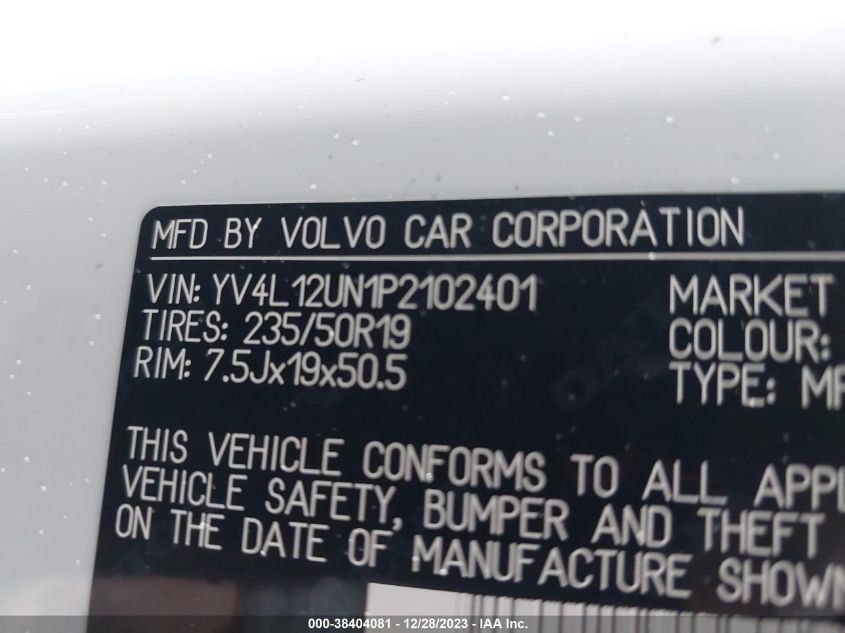 MFD BY VOLVO CAR CORPORATION
VIN: YV4L12UN1P2102401
TIRES: 235/50R19
RIM: 7.5Jx19x50.5
MARKET
COLOUR:
TYPE: MP
THIS VEHICLE CONFORMS TO ALL APPL
VEHICLE SAFETY, BUMPER AND THEFT
ON THE DATE OF MANUFACTURE SHOWN
000-38404081 - 12/28/2023 - IAA Inc.